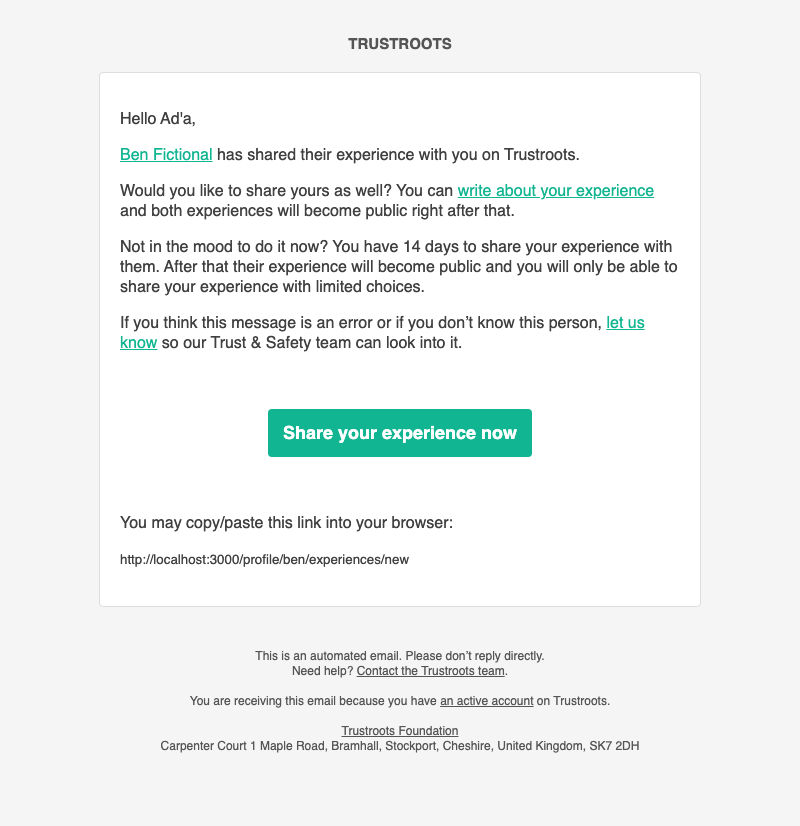 TRUSTROOTS
Hello Ad'a,
Ben Fictional has shared their experience with you on Trustroots.
Would you like to share yours as well? You can write about your experience
and both experiences will become public right after that.
Not in the mood to do it now? You have 14 days to share your experience with
them. After that their experience will become public and you will only be able to
share your experience with limited choices.
If you think this message is an error or if you don’t know this person, let us
know so our Trust & Safety team can look into it.
Share your experience now
You may copy/paste this link into your browser:
http://localhost:3000/profile/ben/experiences/new
This is an automated email. Please don’t reply directly.
Need help? Contact the Trustroots team.
You are receiving this email because you have an active account on Trustroots.
Trustroots Foundation
Carpenter Court 1 Maple Road, Bramhall, Stockport, Cheshire, United Kingdom, SK7 2DH